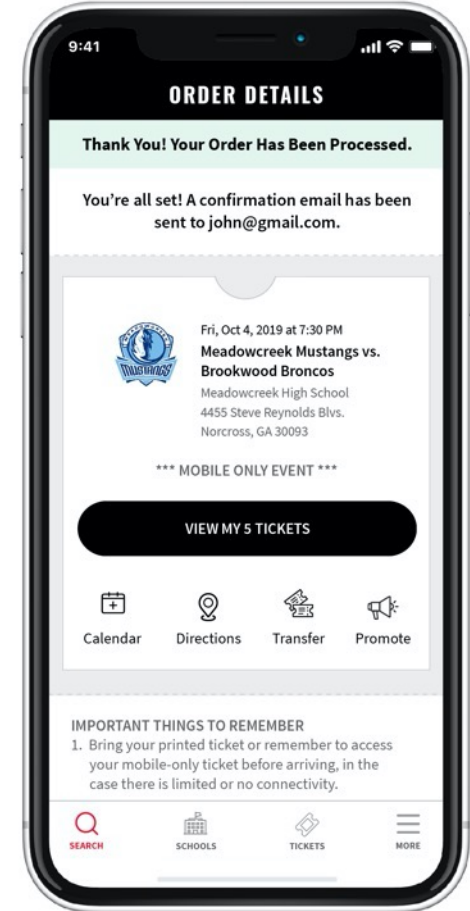 9:41
ORDER DETAILS
Thank You! Your Order Has Been Processed.
You're all set! A confirmation email has been
sent to john@gmail.com.
MUSTANGS
Fri, Oct 4, 2019 at 7:30 PM
Meadowcreek Mustangs vs.
Brookwood Broncos
Meadowcreek High School
4455 Steve Reynolds Blvs.
Norcross, GA 30093
*** MOBILE ONLY EVENT ***
VIEW MY 5 TICKETS
Calendar Directions Transfer Promote
IMPORTANT THINGS TO REMEMBER
1. Bring your printed ticket or remember to access
your mobile-only ticket before arriving, in the
case there is limited or no connectivity.
SEARCH SCHOOLS TICKETS MORE